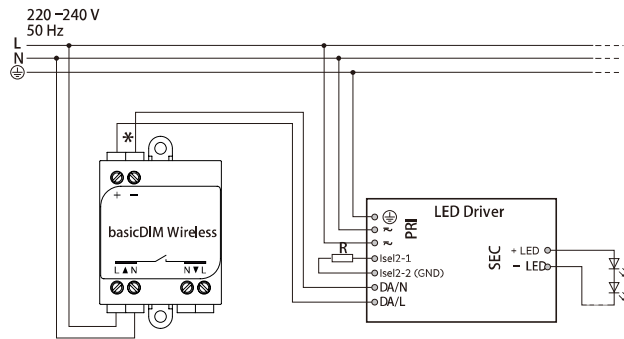 220 –240 V
50 Hz
L
N
*
+ –
basicDIM Wireless
L▲N N▼L
LED Driver
PRI
~
~
R
Isel2-1
Isel2-2 (GND)
DA/N
DA/L
SEC
+ LED
– LED